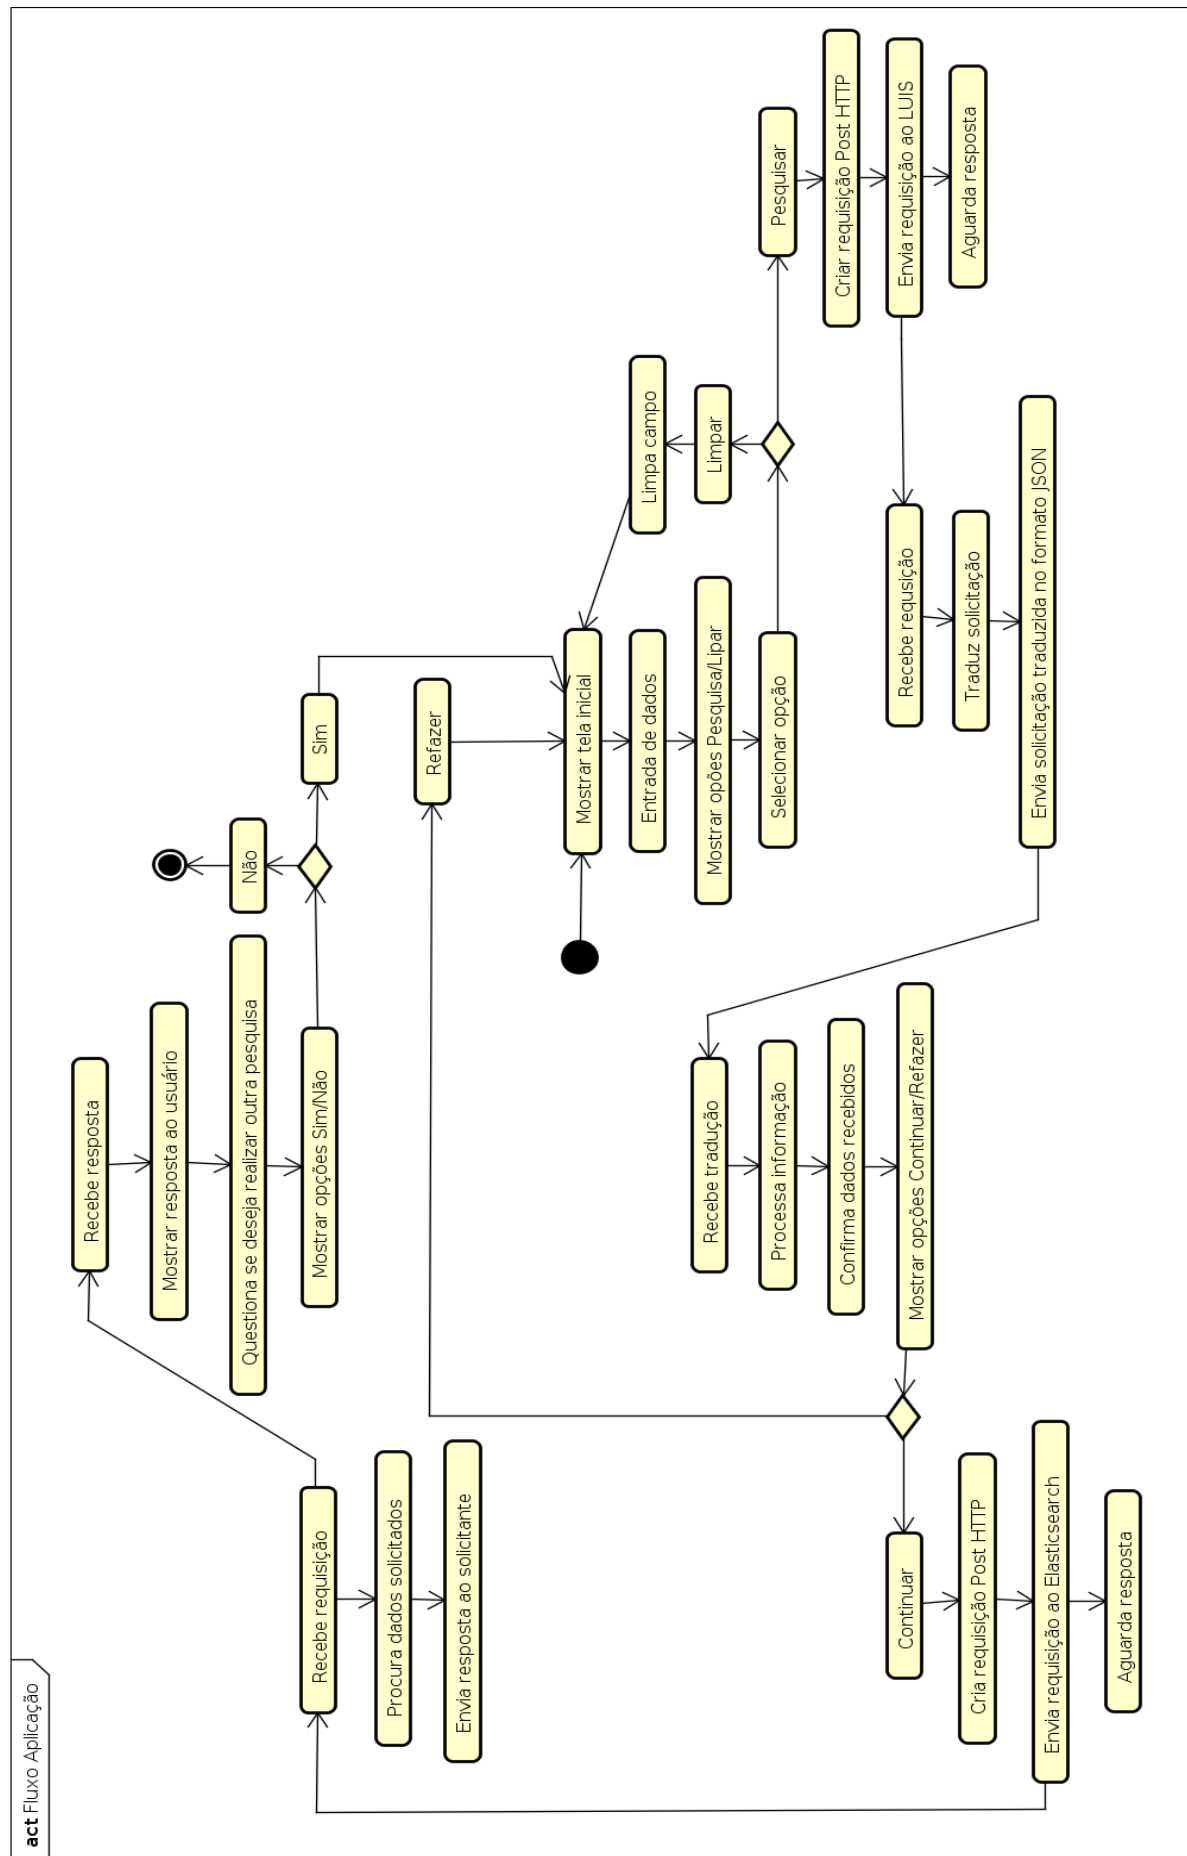 act Fluxo Aplicação
Recebe requisição
Procura dados solicitados
Envia resposta ao solicitante
Continuar
Cria requisição Post HTTP
Envia requisição ao Elasticsearch
Aguarda resposta
Recebe resposta
Mostrar resposta ao usuário
Questiona se deseja realizar outra pesquisa
Mostrar opções Sim/Não
Recebe tradução
Processa informação
Confirma dados recebidos
Mostrar opções Continuar/Refazer
Não
Sim
Refazer
Mostrar tela inicial
Entrada de dados
Mostrar opões Pesquisa/Lipar
Selecionar opção
Limpa campo
Limpar
Recebe requsição
Traduz solicitação
Envia solicitação traduzida no formato JSON
Pesquisar
Criar requisição Post HTTP
Envia requisição ao LUIS
Aguarda resposta